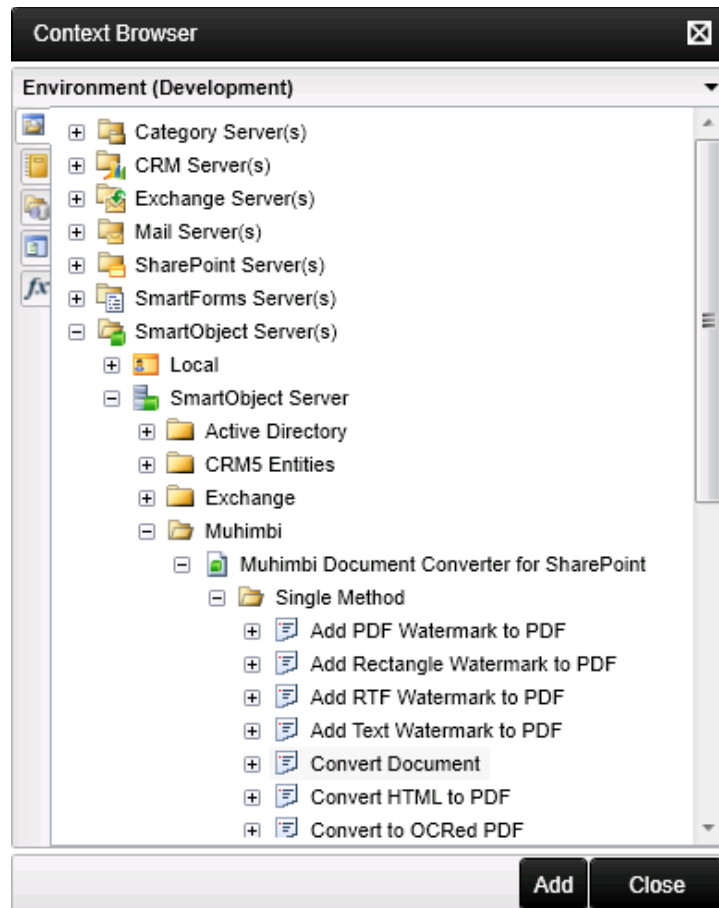 Context Browser
Environment (Development)
Category Server(s)
CRM Server(s)
Exchange Server(s)
Mail Server(s)
SharePoint Server(s)
fx
SmartForms Server(s)
SmartObject Server(s)
Local
SmartObject Server
Active Directory
CRM5 Entities
Exchange
Muhimbi
Muhimbi Document Converter for SharePoint
Single Method
Add PDF Watermark to PDF
Add Rectangle Watermark to PDF
Add RTF Watermark to PDF
Add Text Watermark to PDF
Convert Document
Convert HTML to PDF
Convert to OCRed PDF
Add Close